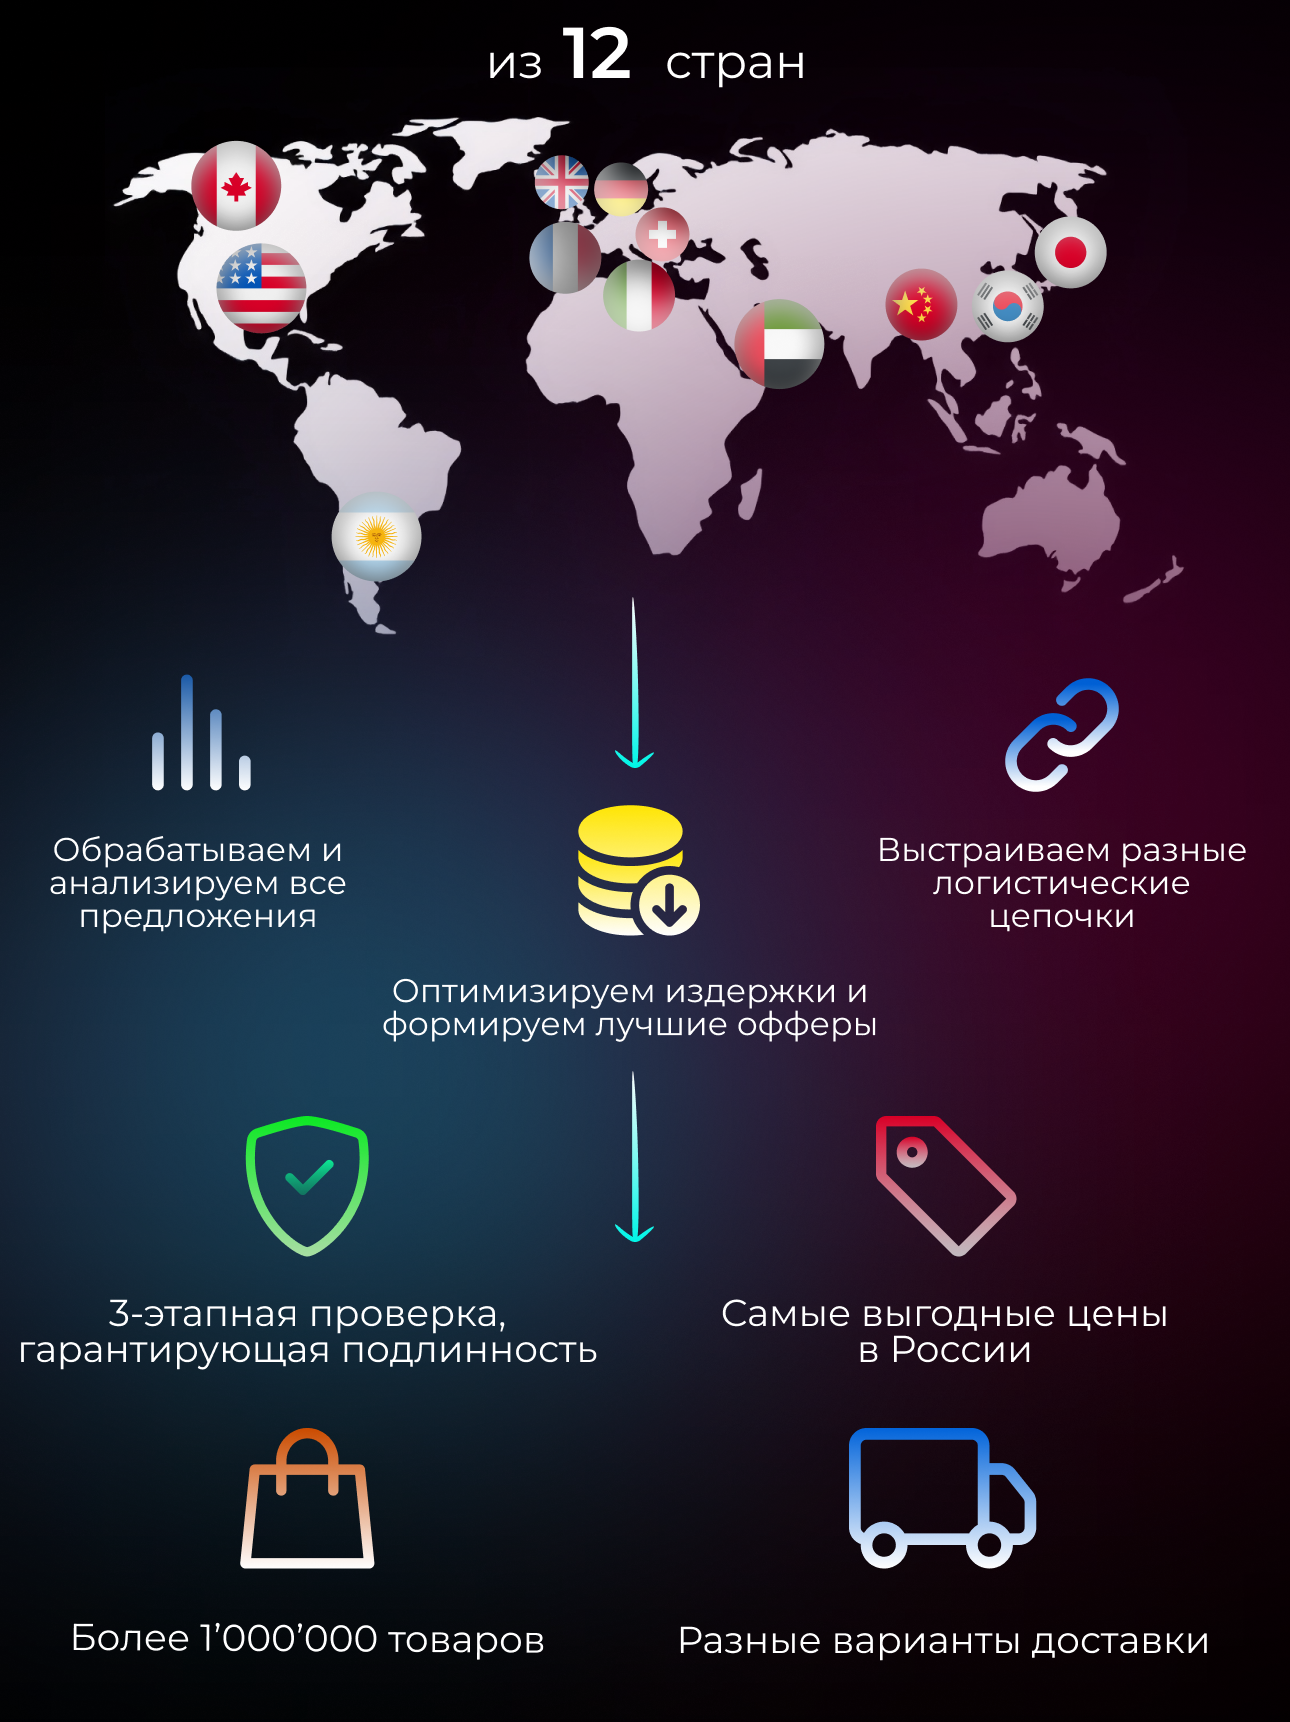 из 12 стран
Обрабатываем и
анализируем все
предложения
Выстраиваем разные
логистические
цепочки
Оптимизируем издержки и
формируем лучшие офферы
3-этапная проверка,
гарантирующая подлинность
Самые выгодные цены
в России
Более 1’000’000 товаров
Разные варианты доставки